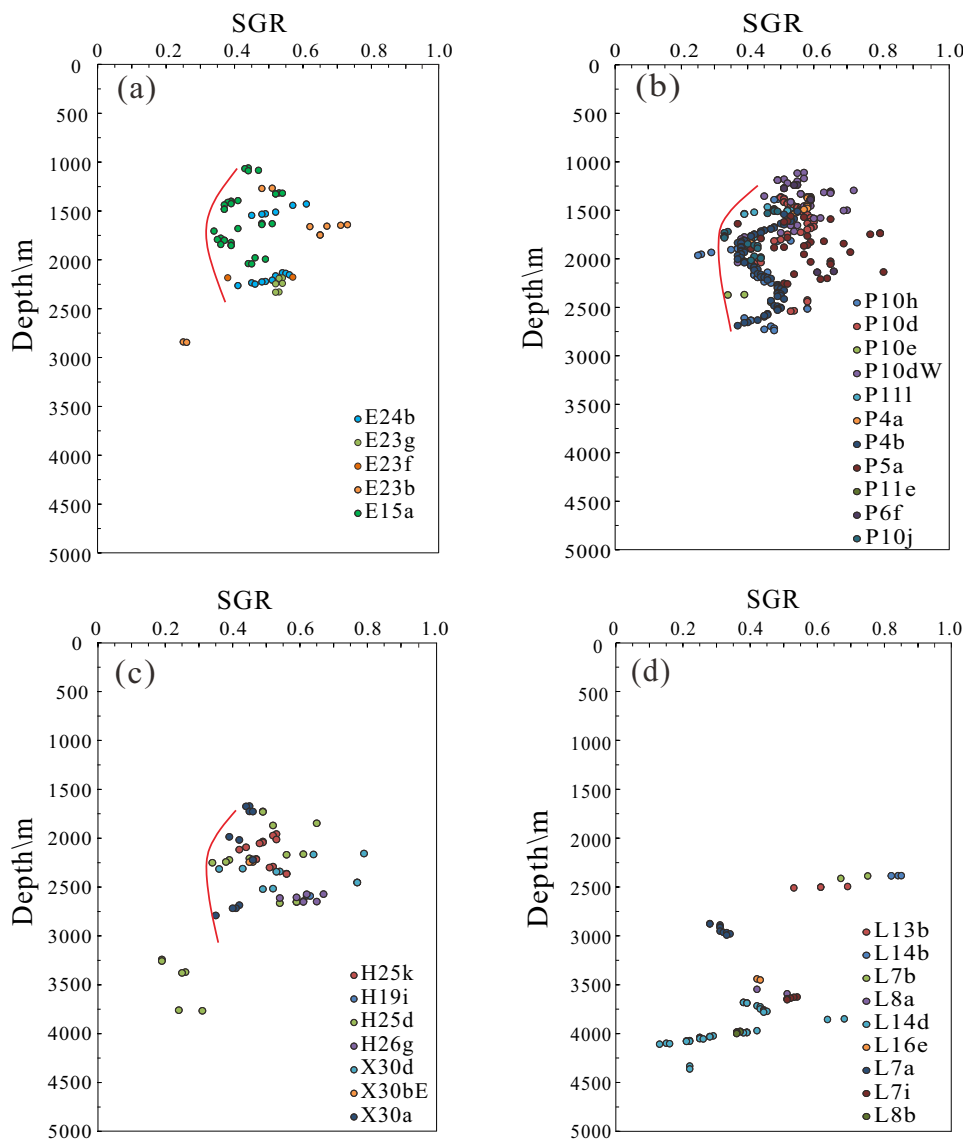 SGR
0 0.2 0.4 0.6 0.8 1.0
(a)
Depth\m
0
500
1000
1500
2000
2500
3000
3500
4000
4500
5000
E24b
E23g
E23f
E23b
E15a
SGR
0 0.2 0.4 0.6 0.8 1.0
(b)
Depth\m
0
500
1000
1500
2000
2500
3000
3500
4000
4500
5000
P10h
P10d
P10e
P10dW
P11l
P4a
P4b
P5a
P11e
P6f
P10j
SGR
0 0.2 0.4 0.6 0.8 1.0
(c)
Depth\m
0
500
1000
1500
2000
2500
3000
3500
4000
4500
5000
H25k
H19i
H25d
H26g
X30d
X30bE
X30a
SGR
0 0.2 0.4 0.6 0.8 1.0
(d)
Depth\m
0
500
1000
1500
2000
2500
3000
3500
4000
4500
5000
L13b
L14b
L7b
L8a
L14d
L16e
L7a
L7i
L8b